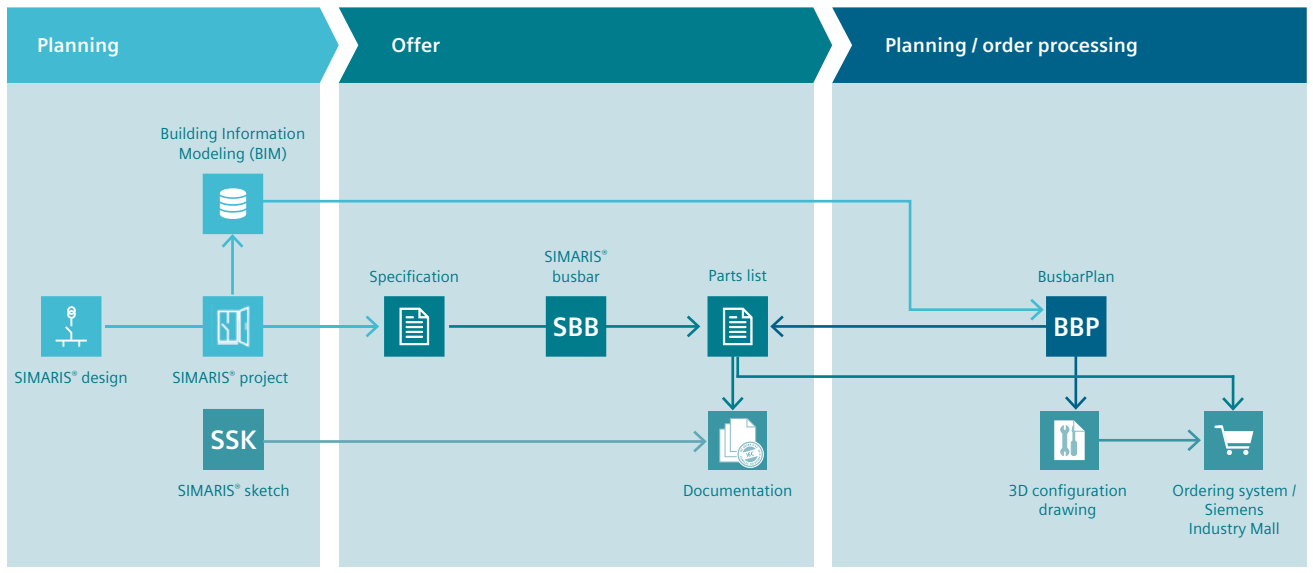 Planning
Offer
Planning / order processing
Building Information
Modeling (BIM)
SIMARIS®
busbar
Specification
Parts list
BusbarPlan
SBB
BBP
SIMARIS® design
SIMARIS® project
SSK
SIMARIS® sketch
Documentation
3D configuration
drawing
Ordering system /
Siemens
Industry Mall